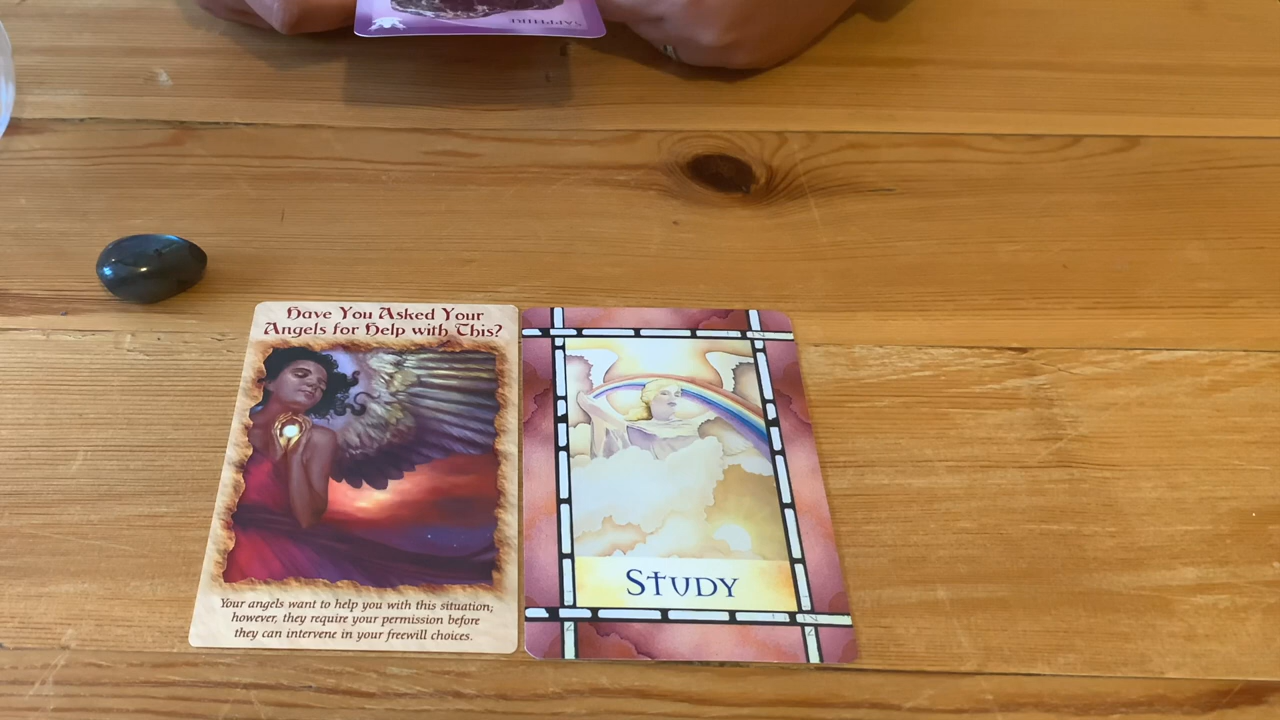 SAPPHIRE
Have You Asked Your
Angels for Help with This?
Your angels want to help you with this situation;
however, they require your permission before
they can intervene in your freewill choices.
STUDY